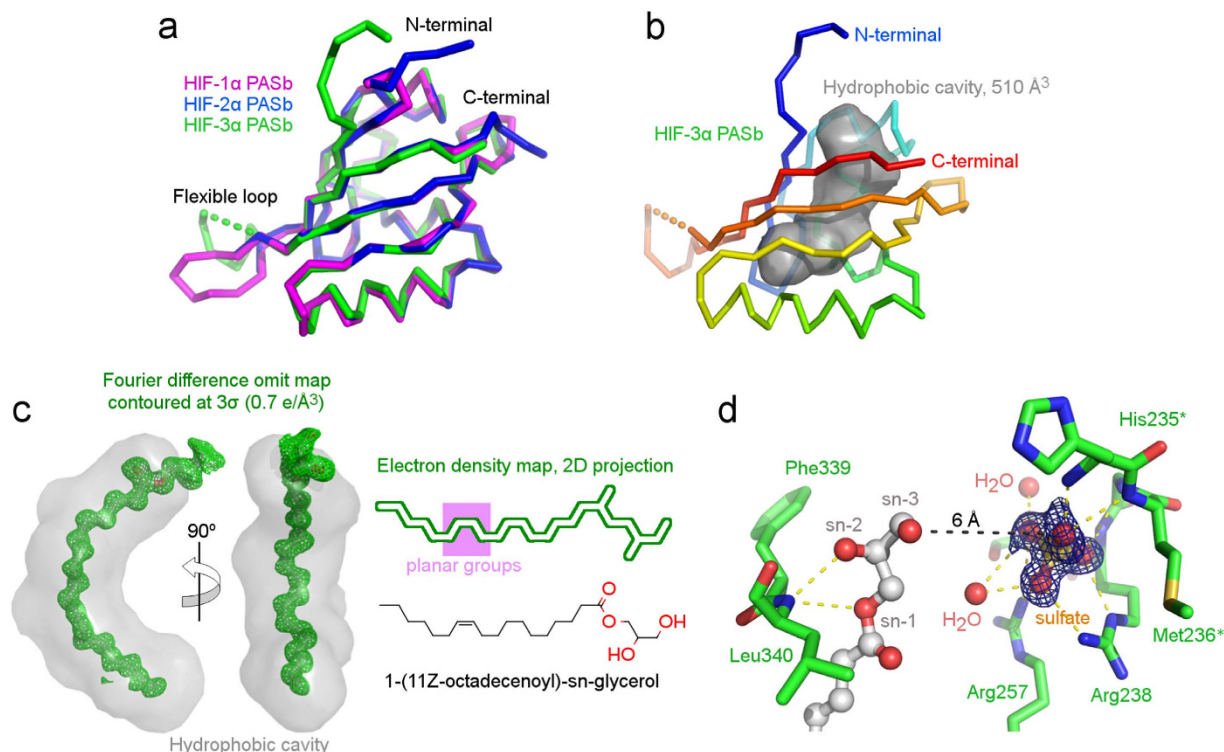 a
N-terminal
HIF-1α PASb
HIF-2α PASb
HIF-3α PASb
C-terminal
Flexible loop
b
N-terminal
Hydrophobic cavity, 510 Å³
HIF-3α PASb
C-terminal
c
Fourier difference omit map
contoured at 3σ (0.7 e/Å³)
90º
Hydrophobic cavity
Electron density map, 2D projection
planar groups
O
O
OH
HO
1-(11Z-octadecenoyl)-sn-glycerol
d
His235*
Phe339
H₂O
sn-3
sn-2
6 Å
sn-1
H₂O
sulfate
Met236*
Leu340
Arg257
Arg238